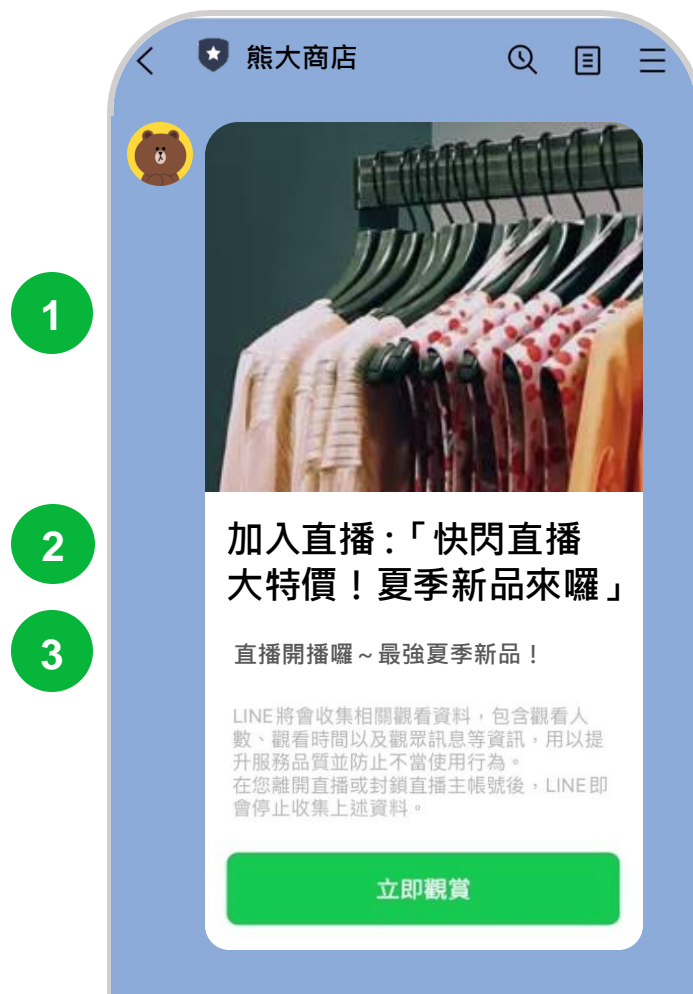 熊大商店
1
2
加入直播:「快閃直播
大特價！夏季新品來囉」
3
直播開播囉~最強夏季新品！
LINE將會收集相關觀看資料，包含觀看人
數、觀看時間以及觀眾訊息等資訊，用以提
升服務品質並防止不當使用行為。
在您離開直播或封鎖直播主帳號後，LINE即
會停止收集上述資料。
立即觀賞